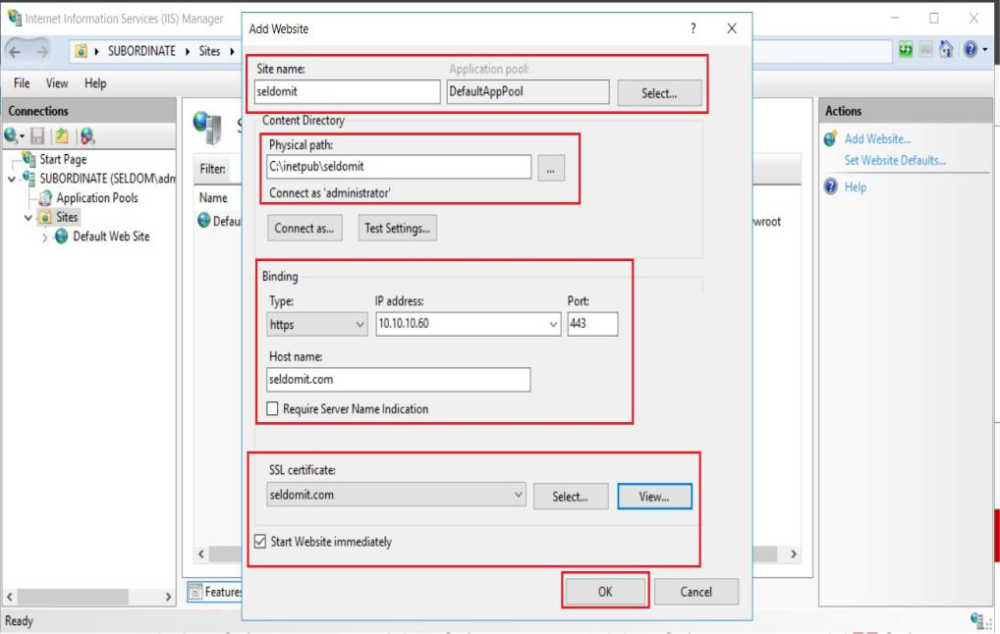 Internet Information Services (IIS) Manager
SUBORDINATE
Sites
File View Help
Connections
Start Page
SUBORDINATE (SELDOM\adm
Application Pools
Sites
Default Web Site
Filter:
Name
Defau
wroot
Features
Ready
Add Website
? X
Site name:
Application pool:
seldomit
DefaultAppPool
Select...
Content Directory
Physical path:
C:\inetpub\seldomit
...
Connect as 'administrator'
Connect as...
Test Settings...
Binding
Type:
IP address:
Port:
https
10.10.10.60
443
Host name:
seldomit.com
Require Server Name Indication
SSL certificate:
seldomit.com
Select...
View...
Start Website immediately
OK
Cancel
Actions
Add Website...
Set Website Defaults...
Help